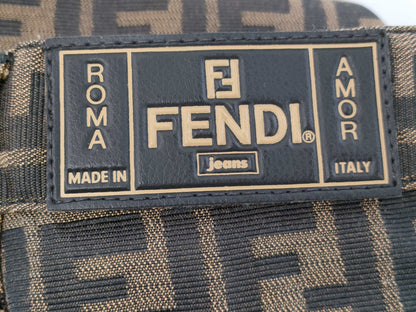 ROMA
MADE IN
FF
FENDI®
jeans
AMOR
ITALY